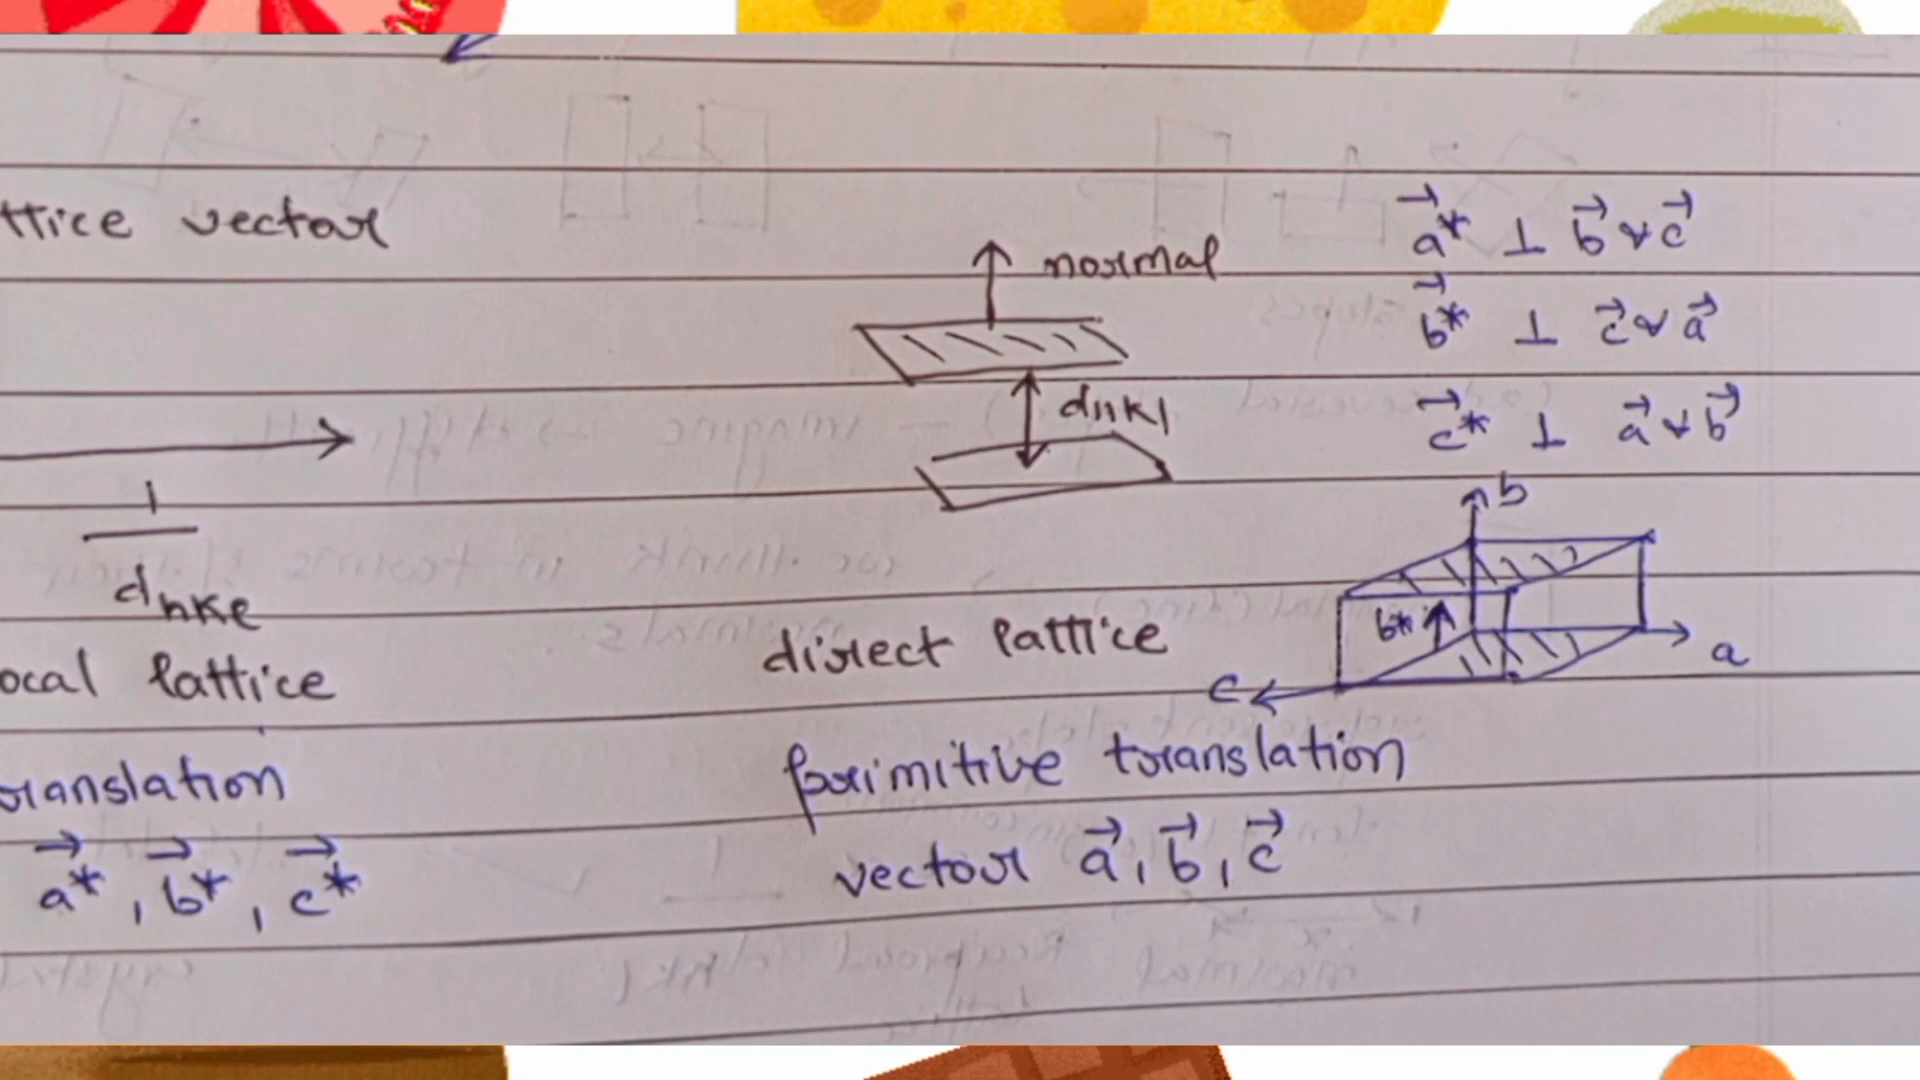 ttice vector
normal
dhkl
1
dhkl
ocal lattice
ranslation
a* , b* , c*
a* ⊥ b & c
b* ⊥ c & a
c* ⊥ a & b
b
b*
a
c
direct lattice
primitive translation
vector a, b, c